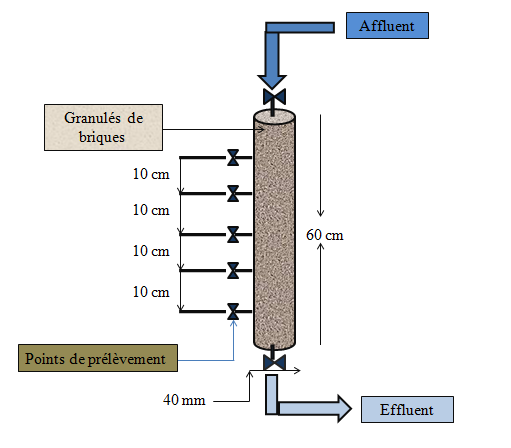 Affluent
Granulés de
briques
10 cm
10 cm
10 cm
10 cm
60 cm
Points de prélèvement
40 mm
Effluent